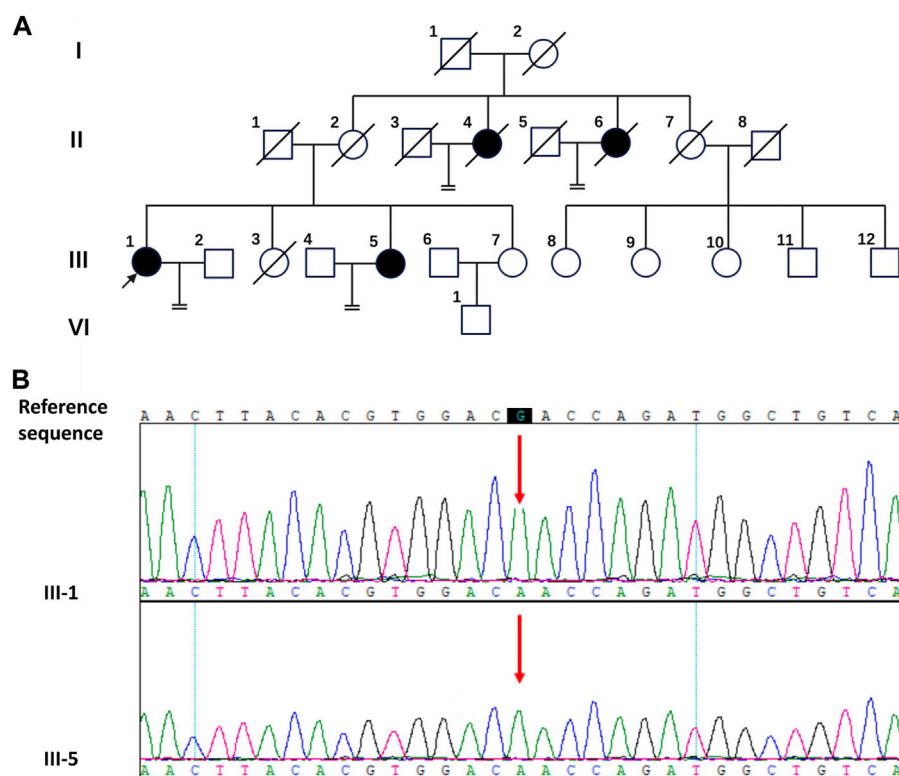 A
I
1 2
II
1 2 3 4 5 6 7 8
III
1 2 3 4 5 6 7 8 9 10 11 12
VI
1
B
Reference sequence
A A C T T A C A C G T G G A C G A C C A G A T G G C T G T C A
III-1
A A C T T A C A C G T G G A C A A C C A G A T G G C T G T C A
III-5
A A C T T A C A C G T G G A C A A C C A G A T G G C T G T C A